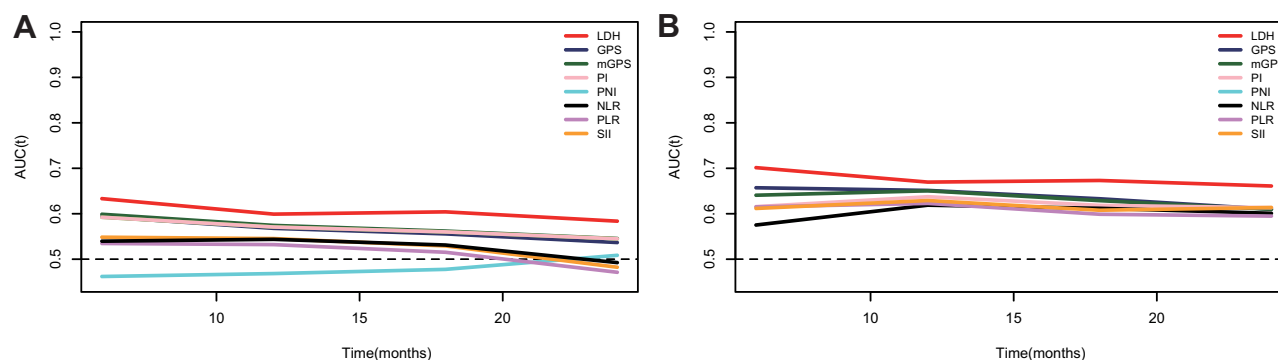 A
1.0
0.9
0.8
0.7
0.6
0.5
AUC(t)
LDH
GPS
mGPS
PI
PNI
NLR
PLR
SII
10
15
20
Time(months)
B
1.0
0.9
0.8
0.7
0.6
0.5
AUC(t)
LDH
GPS
mGPS
PI
PNI
NLR
PLR
SII
10
15
20
Time(months)